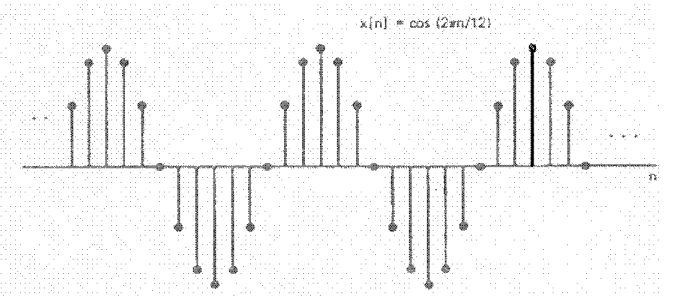 x[n] = cos (2πn/12)
. .
. . .
n